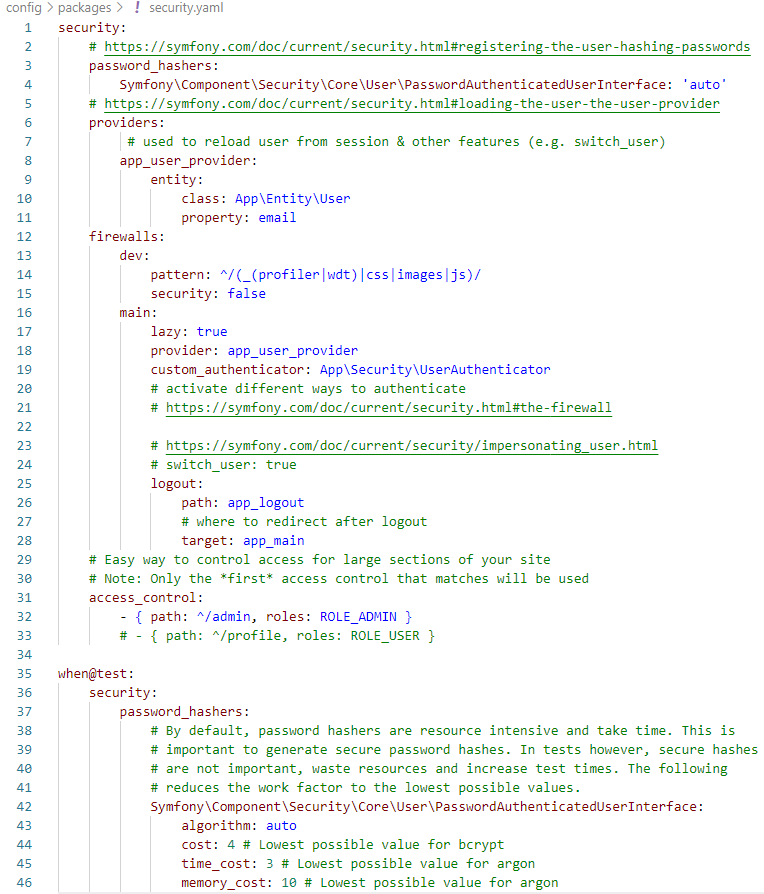 config > packages > ! security.yaml
1 security:
2 # https://symfony.com/doc/current/security.html#registering-the-user-hashing-passwords
3 password_hashers:
4 Symfony\Component\Security\Core\User\PasswordAuthenticatedUserInterface: 'auto'
5 # https://symfony.com/doc/current/security.html#loading-the-user-the-user-provider
6 providers:
7 # used to reload user from session & other features (e.g. switch_user)
8 app_user_provider:
9 entity:
10 class: App\Entity\User
11 property: email
12 firewalls:
13 dev:
14 pattern: ^/(_(profiler|wdt)|css|images|js)/
15 security: false
16 main:
17 lazy: true
18 provider: app_user_provider
19 custom_authenticator: App\Security\UserAuthenticator
20 # activate different ways to authenticate
21 # https://symfony.com/doc/current/security.html#the-firewall
22
23 # https://symfony.com/doc/current/security/impersonating_user.html
24 # switch_user: true
25 logout:
26 path: app_logout
27 # where to redirect after logout
28 target: app_main
29 # Easy way to control access for large sections of your site
30 # Note: Only the *first* access control that matches will be used
31 access_control:
32 - { path: ^/admin, roles: ROLE_ADMIN }
33 # - { path: ^/profile, roles: ROLE_USER }
34
35 when@test:
36 security:
37 password_hashers:
38 # By default, password hashers are resource intensive and take time. This is
39 # important to generate secure password hashes. In tests however, secure hashes
40 # are not important, waste resources and increase test times. The following
41 # reduces the work factor to the lowest possible values.
42 Symfony\Component\Security\Core\User\PasswordAuthenticatedUserInterface:
43 algorithm: auto
44 cost: 4 # Lowest possible value for bcrypt
45 time_cost: 3 # Lowest possible value for argon
46 memory_cost: 10 # Lowest possible value for argon